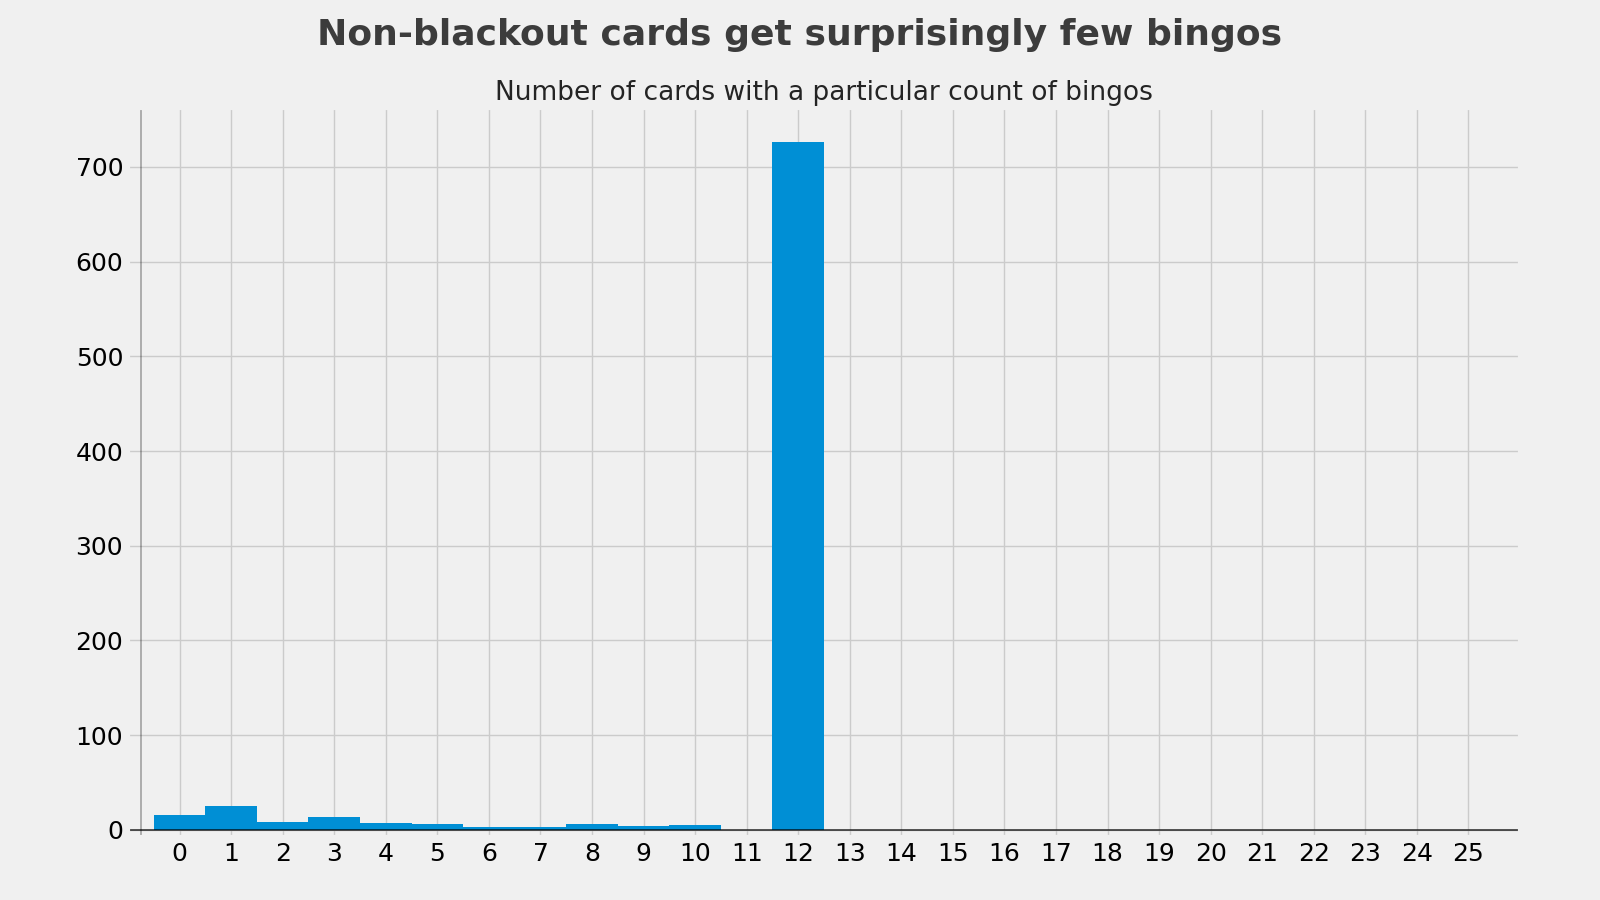 Non-blackout cards get surprisingly few bingos
Number of cards with a particular count of bingos
700
600
500
400
300
200
100
0
0 1 2 3 4 5 6 7 8 9 10 11 12 13 14 15 16 17 18 19 20 21 22 23 24 25